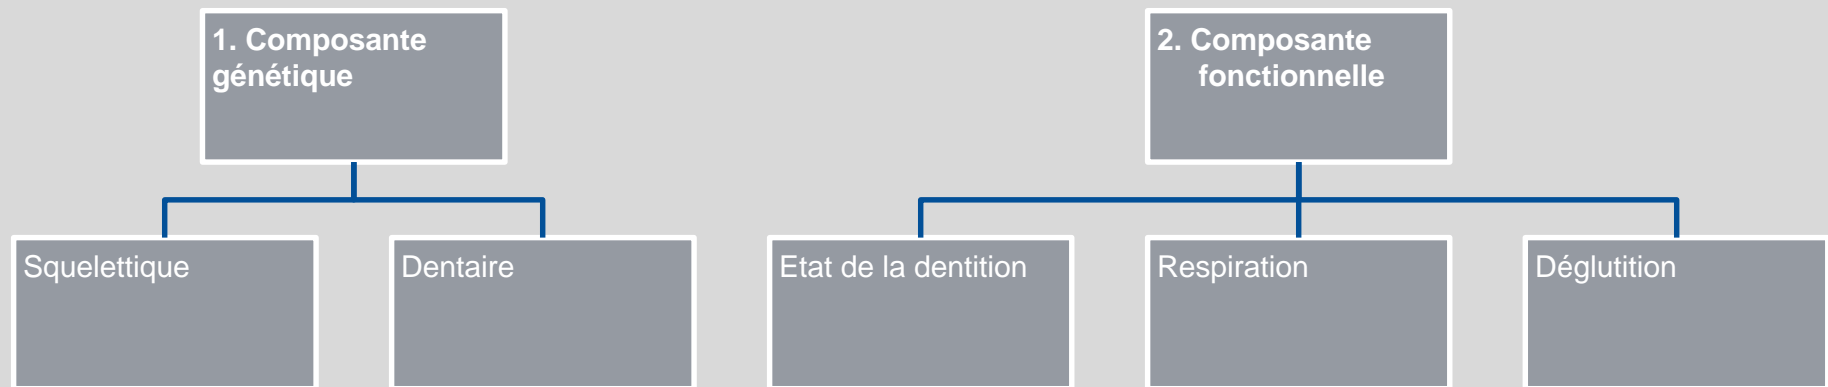 1. Composante
génétique
2. Composante
fonctionnelle
Squelettique
Dentaire
Etat de la dentition
Respiration
Déglutition